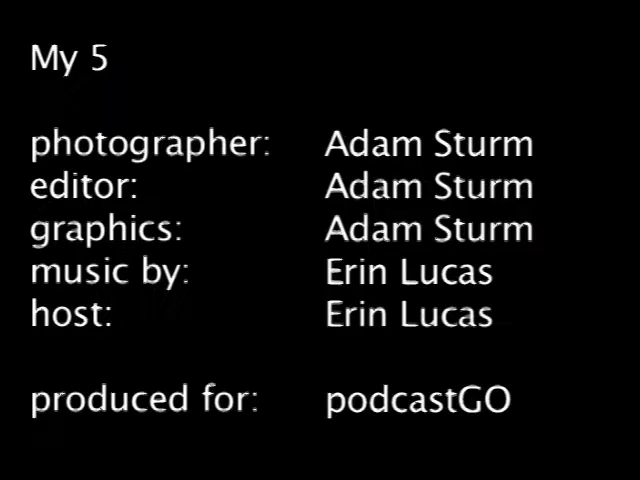 My 5
photographer: Adam Sturm
editor: Adam Sturm
graphics: Adam Sturm
music by: Erin Lucas
host: Erin Lucas
produced for: podcastGO